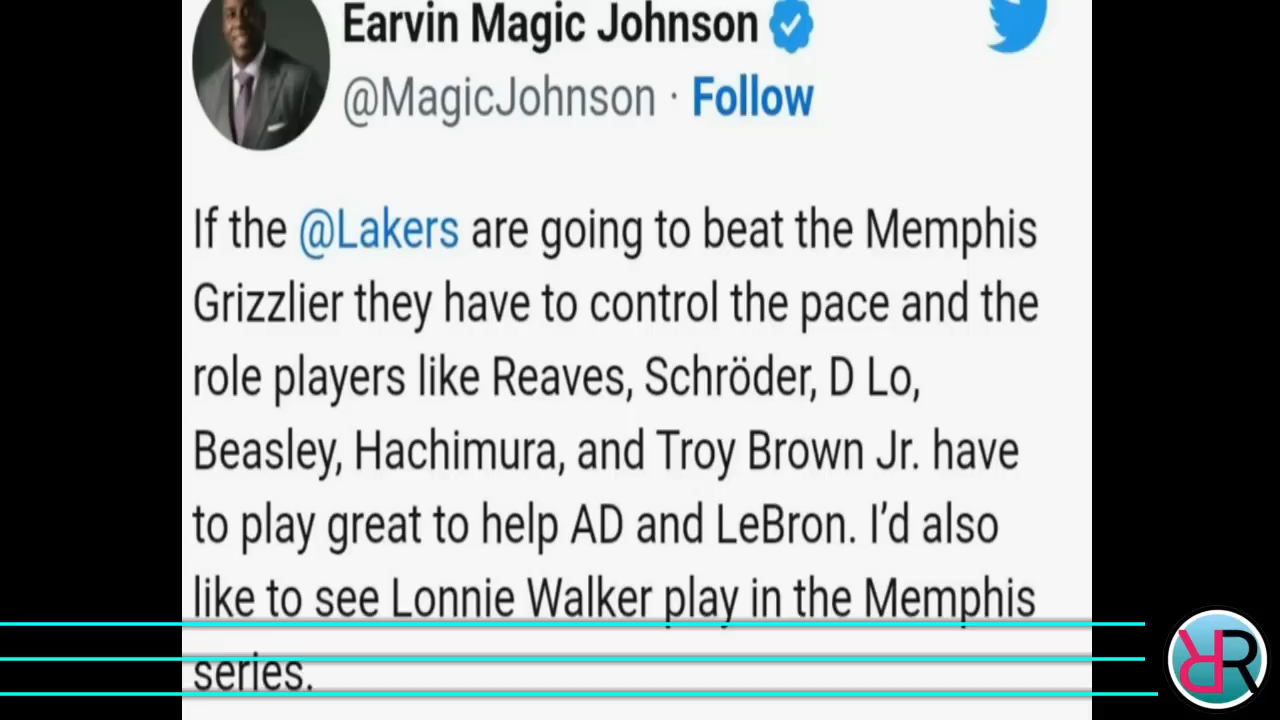 Earvin Magic Johnson
@MagicJohnson · Follow
If the @Lakers are going to beat the Memphis
Grizzlier they have to control the pace and the
role players like Reaves, Schröder, D Lo,
Beasley, Hachimura, and Troy Brown Jr. have
to play great to help AD and LeBron. I’d also
like to see Lonnie Walker play in the Memphis
series.
RR